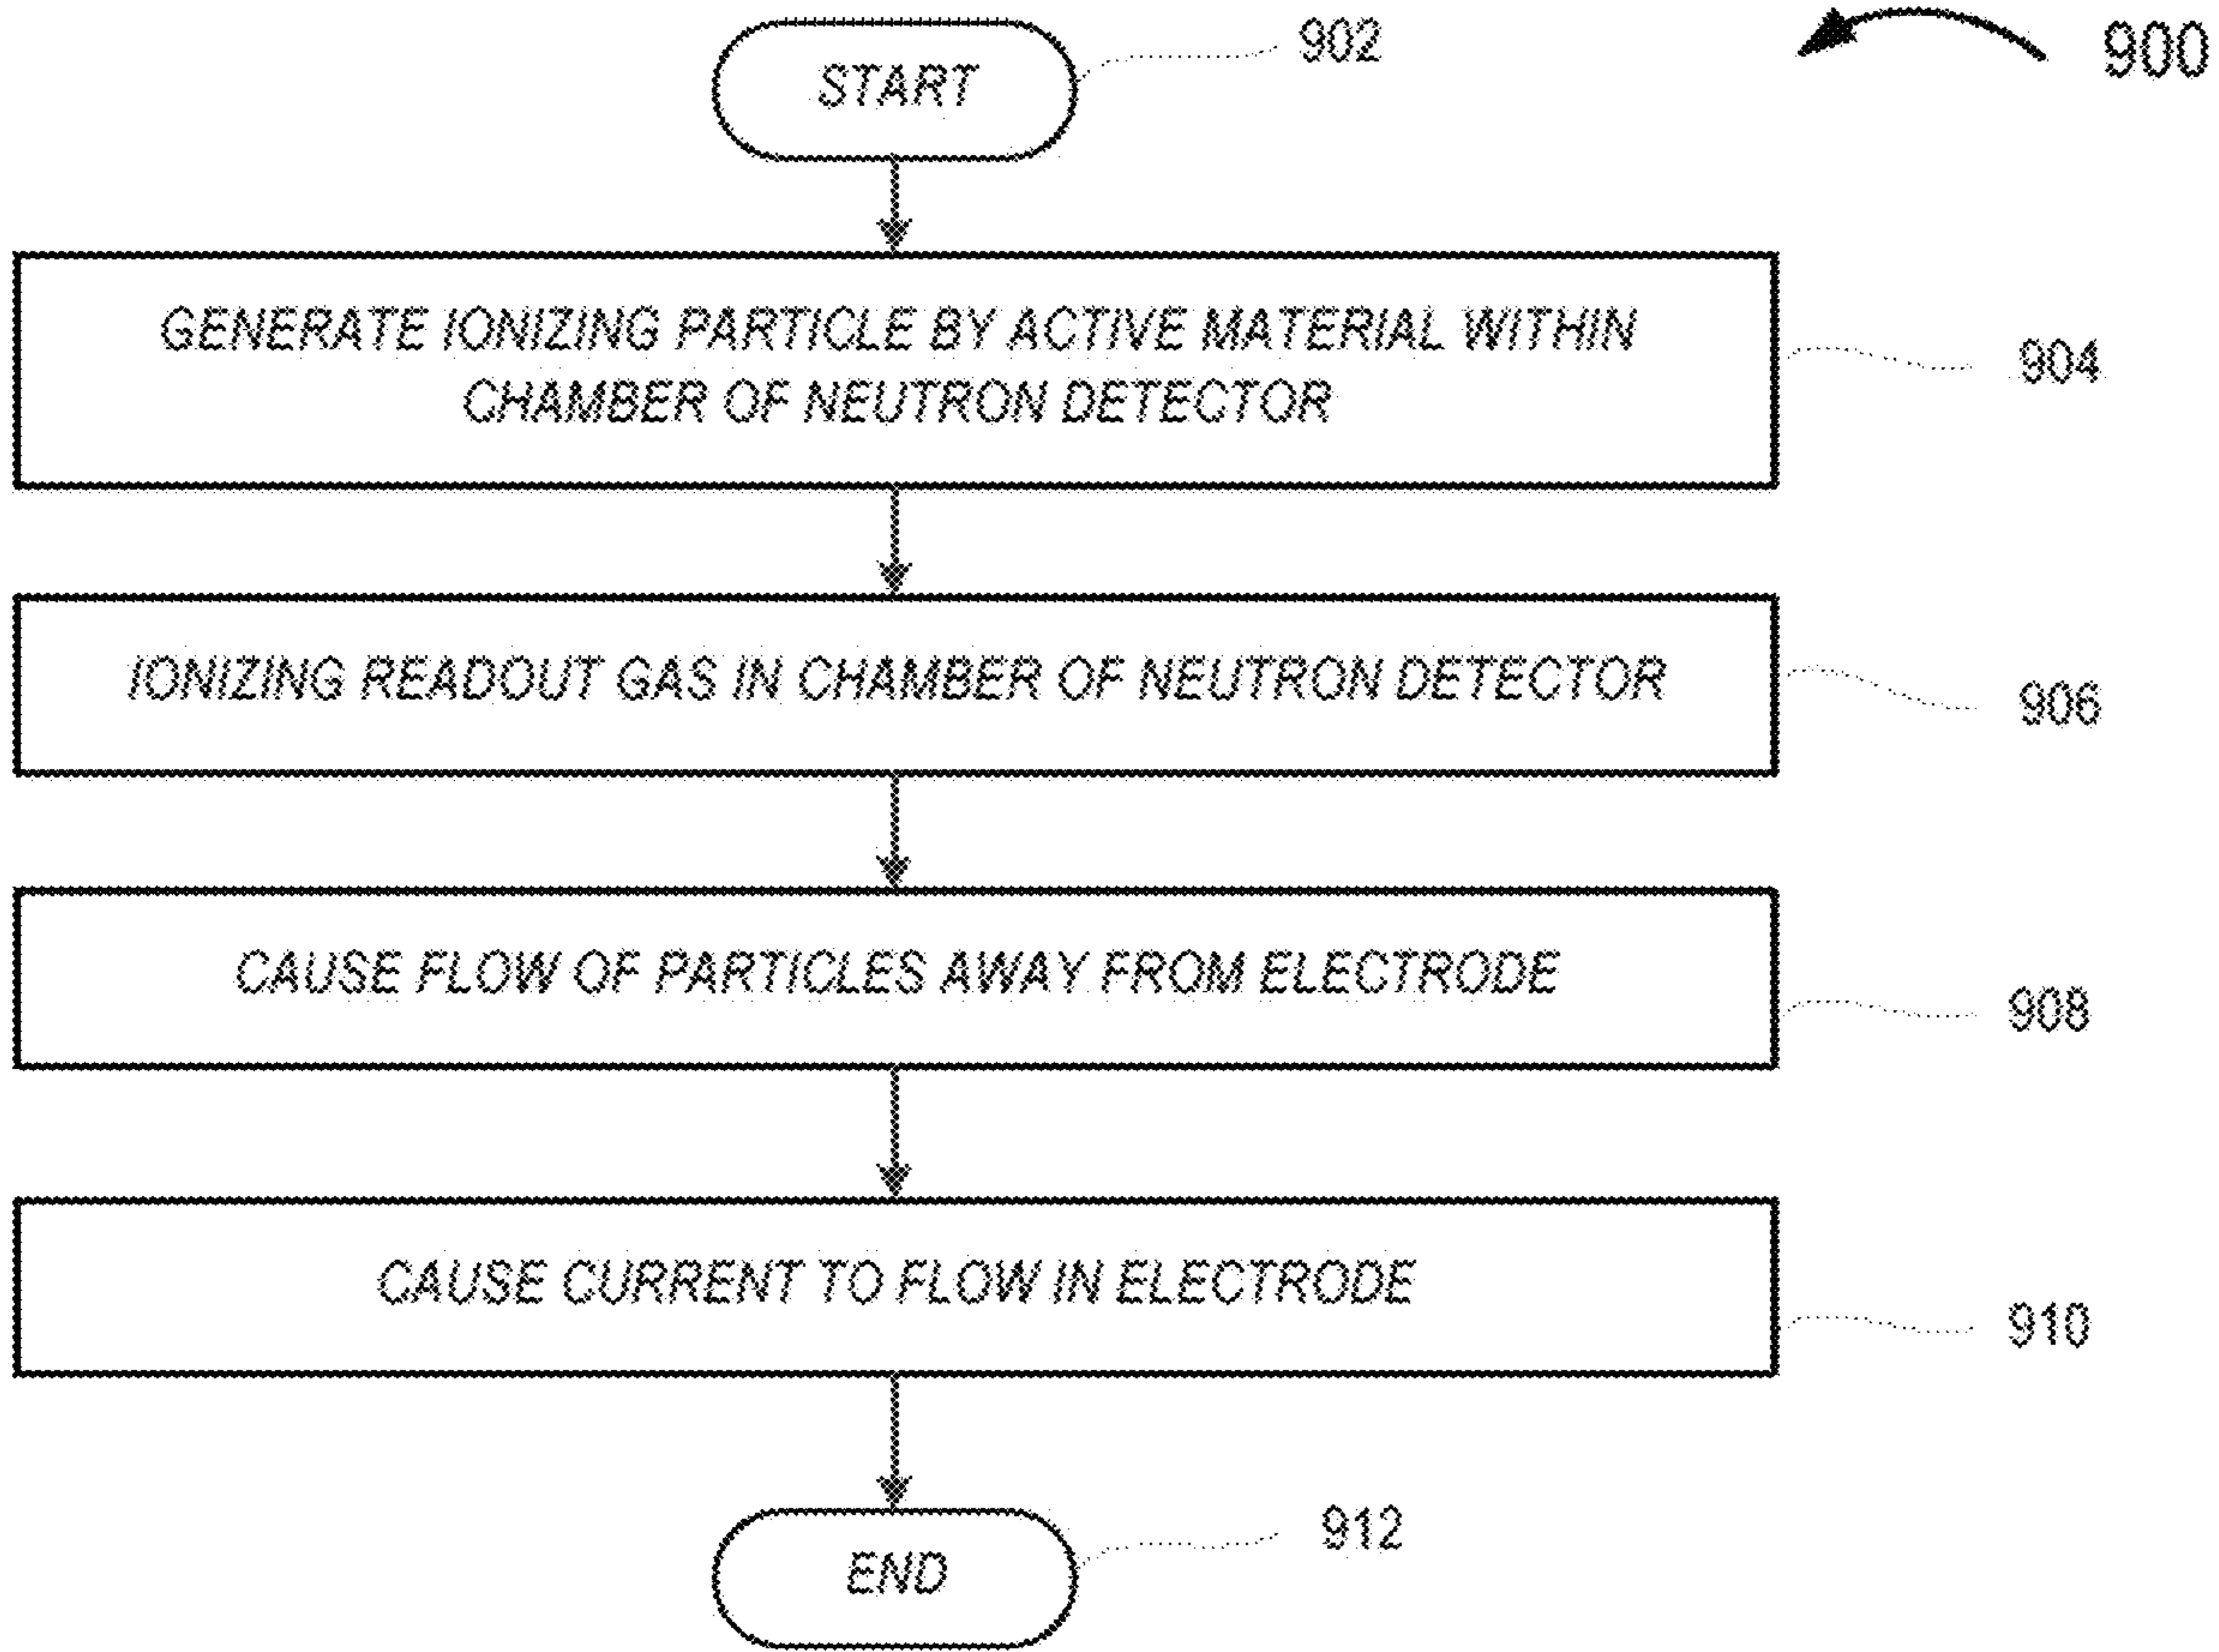 START
902
900
GENERATE IONIZING PARTICLE BY ACTIVE MATERIAL WITHIN
CHAMBER OF NEUTRON DETECTOR
904
IONIZING READOUT GAS IN CHAMBER OF NEUTRON DETECTOR
906
CAUSE FLOW OF PARTICLES AWAY FROM ELECTRODE
908
CAUSE CURRENT TO FLOW IN ELECTRODE
910
END
912